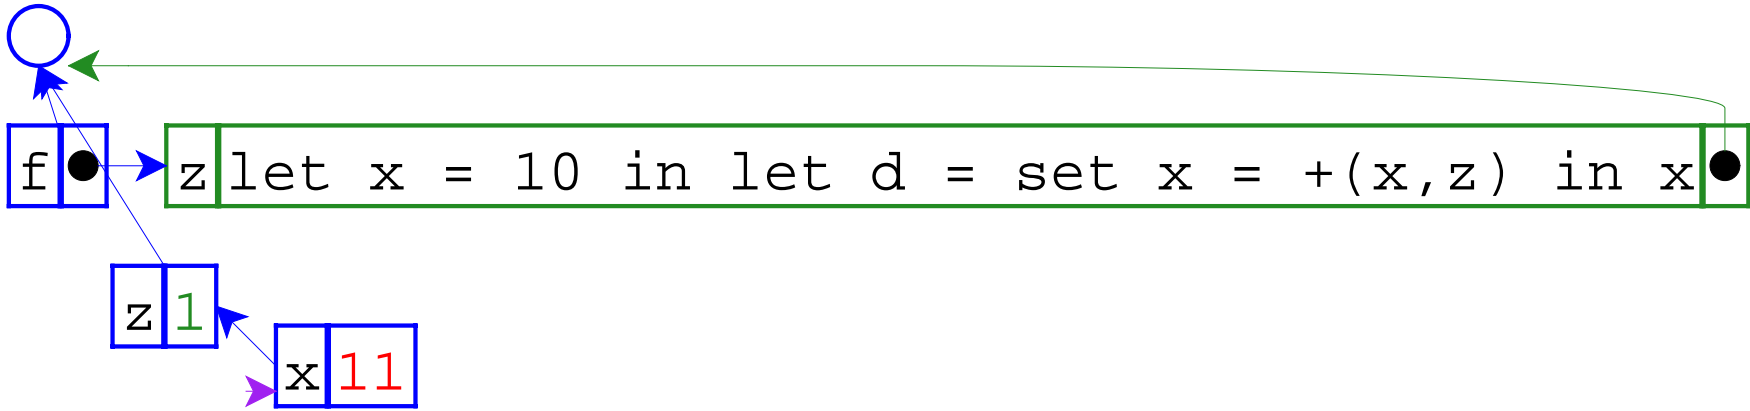 f z let x = 10 in let d = set x = +(x,z) in x
z 1
x 11